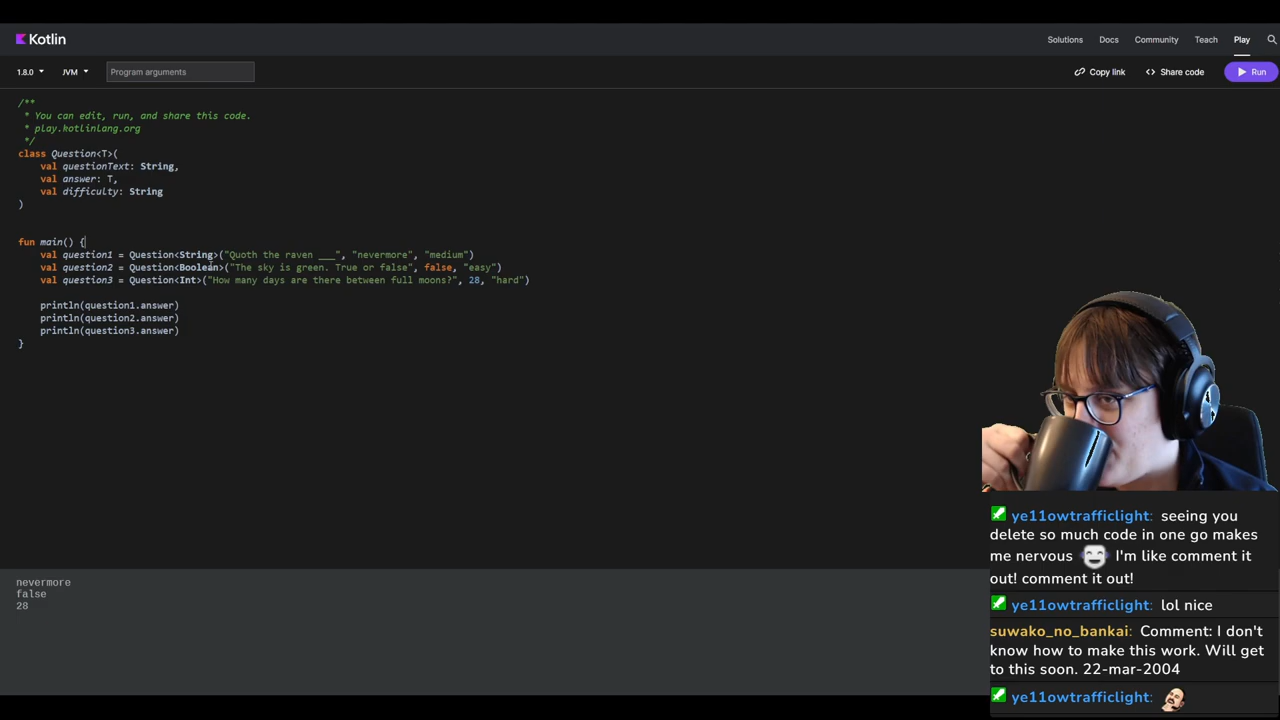 Kotlin
Solutions Docs Community Teach Play
1.8.0 JVM Program arguments Copy link Share code Run
/**
* You can edit, run, and share this code.
* play.kotlinlang.org
*/
class Question<T>(
val questionText: String,
val answer: T,
val difficulty: String
)
fun main() {
val question1 = Question<String>("Quoth the raven ___", "nevermore", "medium")
val question2 = Question<Boolean>("The sky is green. True or false", false, "easy")
val question3 = Question<Int>("How many days are there between full moons?", 28, "hard")
println(question1.answer)
println(question2.answer)
println(question3.answer)
}
nevermore
false
28
ye11owtrafficlight: seeing you
delete so much code in one go makes
me nervous I'm like comment it
out! comment it out!
ye11owtrafficlight: lol nice
suwako_no_bankai: Comment: I don't
know how to make this work. Will get
to this soon. 22-mar-2004
ye11owtrafficlight: